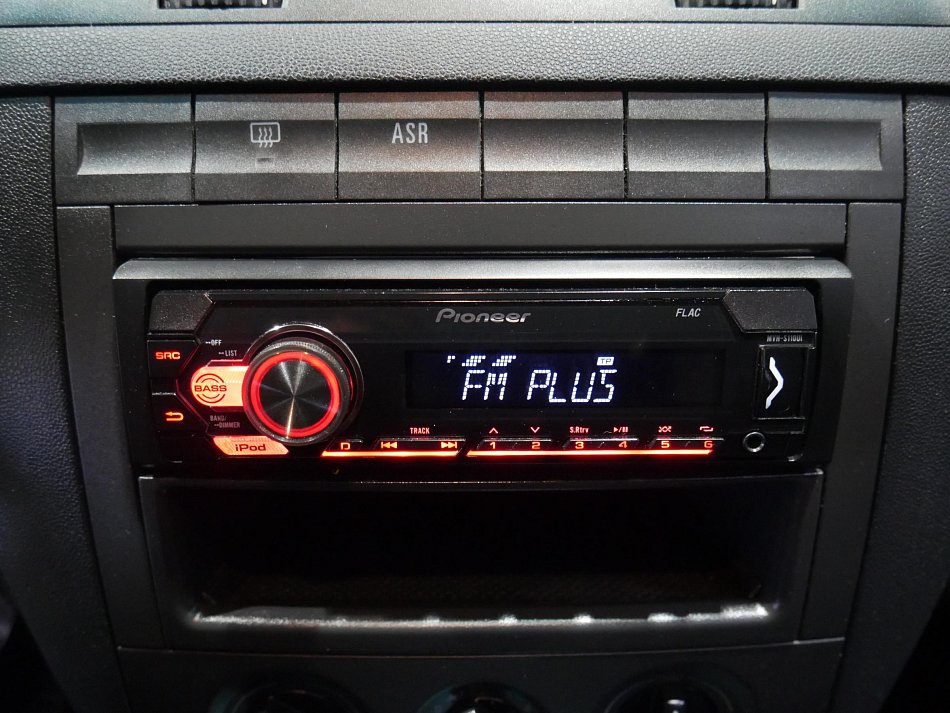 ASR
Pioneer
FLAC
MVH-S110UI
OFF
LIST
SRC
BASS
TP
FM PLUS
BAND/
DIMMER
iPod
TRACK
S.Rtrv
D 1 2 3 4 5 6